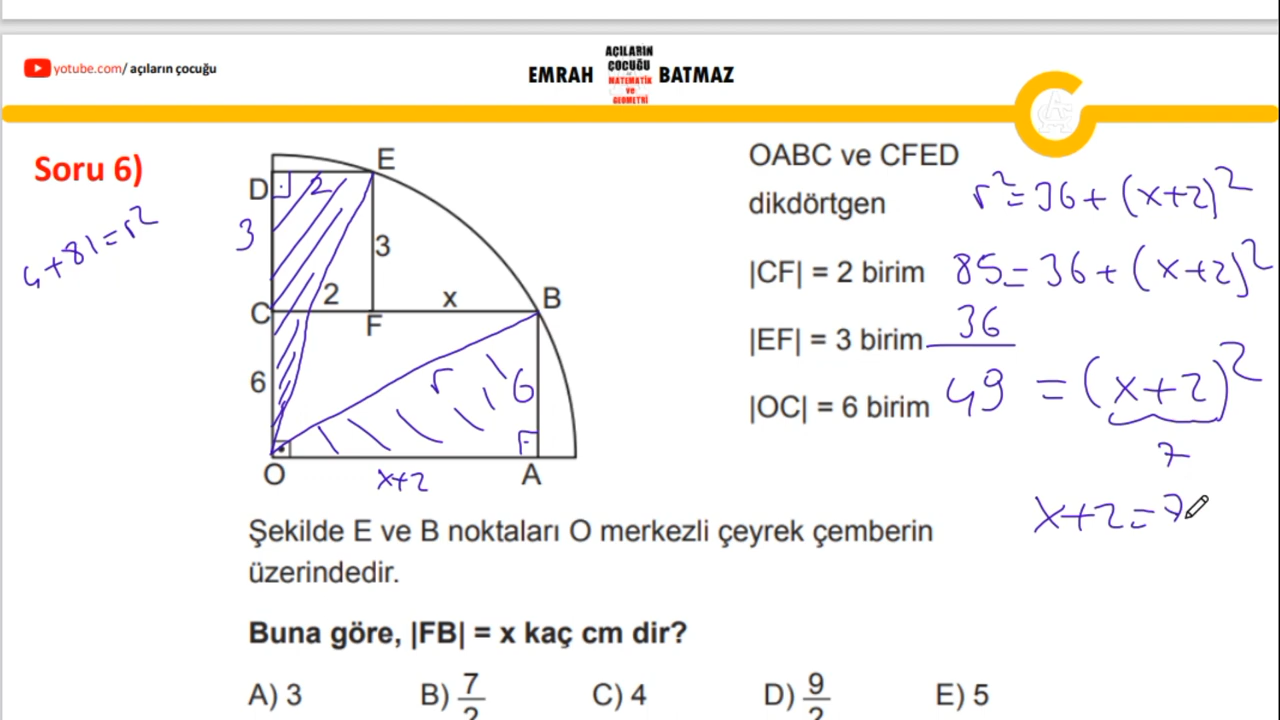 yotube.com/ açıların çocuğu
EMRAH
AÇILARIN
ÇOCUĞU
MATEMATİK
ve
GEOMETRİ
BATMAZ
Soru 6)
4+81=r²
D
2
E
3
3
C
2
F
x
B
6
r
6
O
x+2
A
OABC ve CFED
dikdörtgen
|CF| = 2 birim
|EF| = 3 birim
|OC| = 6 birim
r²=36+(x+2)²
85=36+(x+2)²
36
49 =(x+2)²
7
x+2=7
Şekilde E ve B noktaları O merkezli çeyrek çemberin
üzerindedir.
Buna göre, |FB| = x kaç cm dir?
A) 3 B) 7/2 C) 4 D) 9/2 E) 5